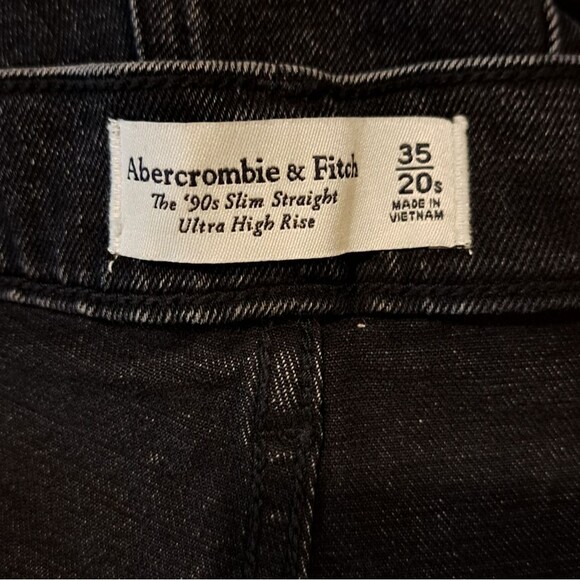 Abercrombie & Fitch
The '90s Slim Straight
Ultra High Rise
35
20s
MADE IN
VIETNAM